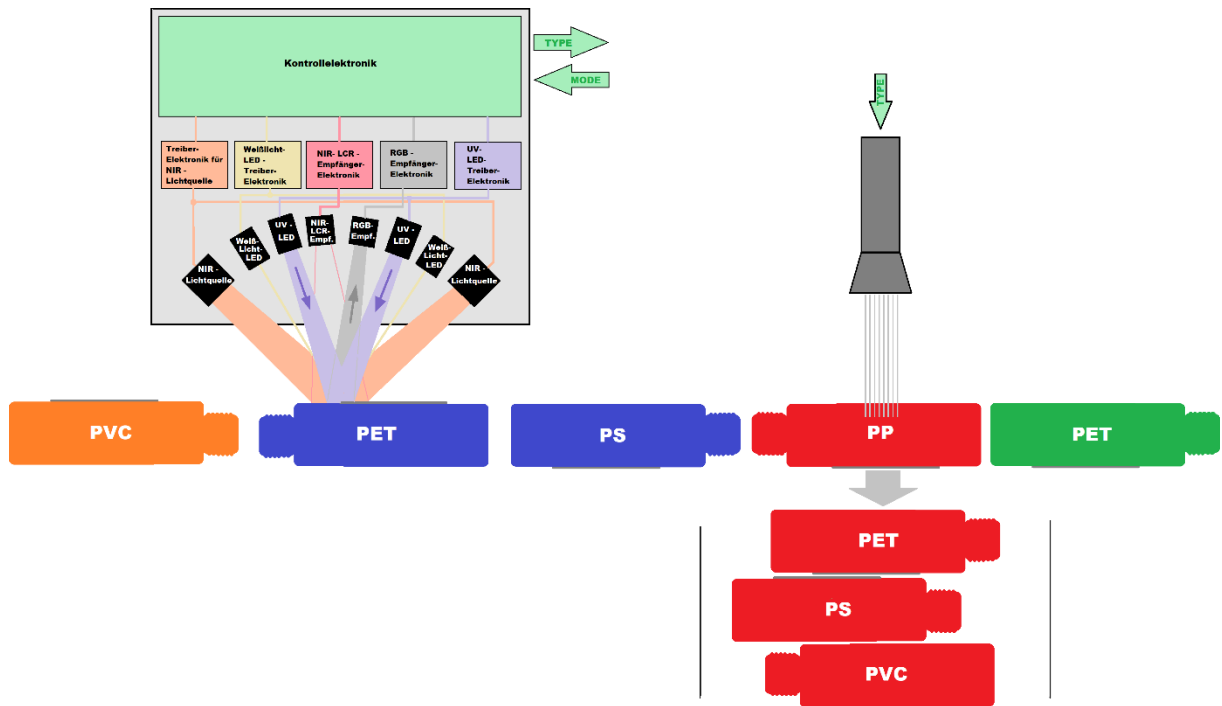 Kontrollelektronik
TYPE
MODE
TYPE
Treiber-
Elektronik für
NIR -
Lichtquelle
Weißlicht-
LED -
Treiber-
Elektronik
NIR- LCR -
Empfänger-
Elektronik
RGB -
Empfänger-
Elektronik
UV-
LED-
Treiber-
Elektronik
NIR -
Lichtquelle
Weiß-
Licht-
LED
UV -
LED
NIR-
LCR-
Empf.
RGB-
Empf.
UV -
LED
Weiß-
Licht-
LED
NIR -
Lichtquelle
PVC
PET
PS
PP
PET
PET
PS
PVC